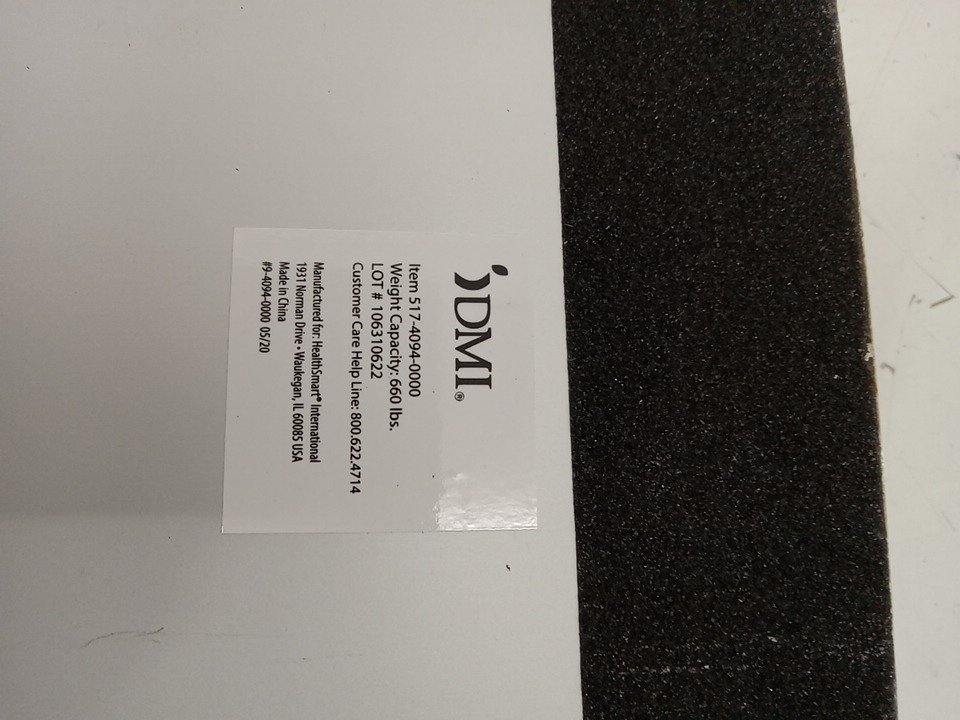 DMI®
Item 517-4094-0000
Weight Capacity: 660 lbs.
LOT # 106310622
Customer Care Help Line: 800.622.4714
Manufactured for: HealthSmart® International
1931 Norman Drive • Waukegan, IL 60085 USA
Made in China
#9-4094-0000 05/20